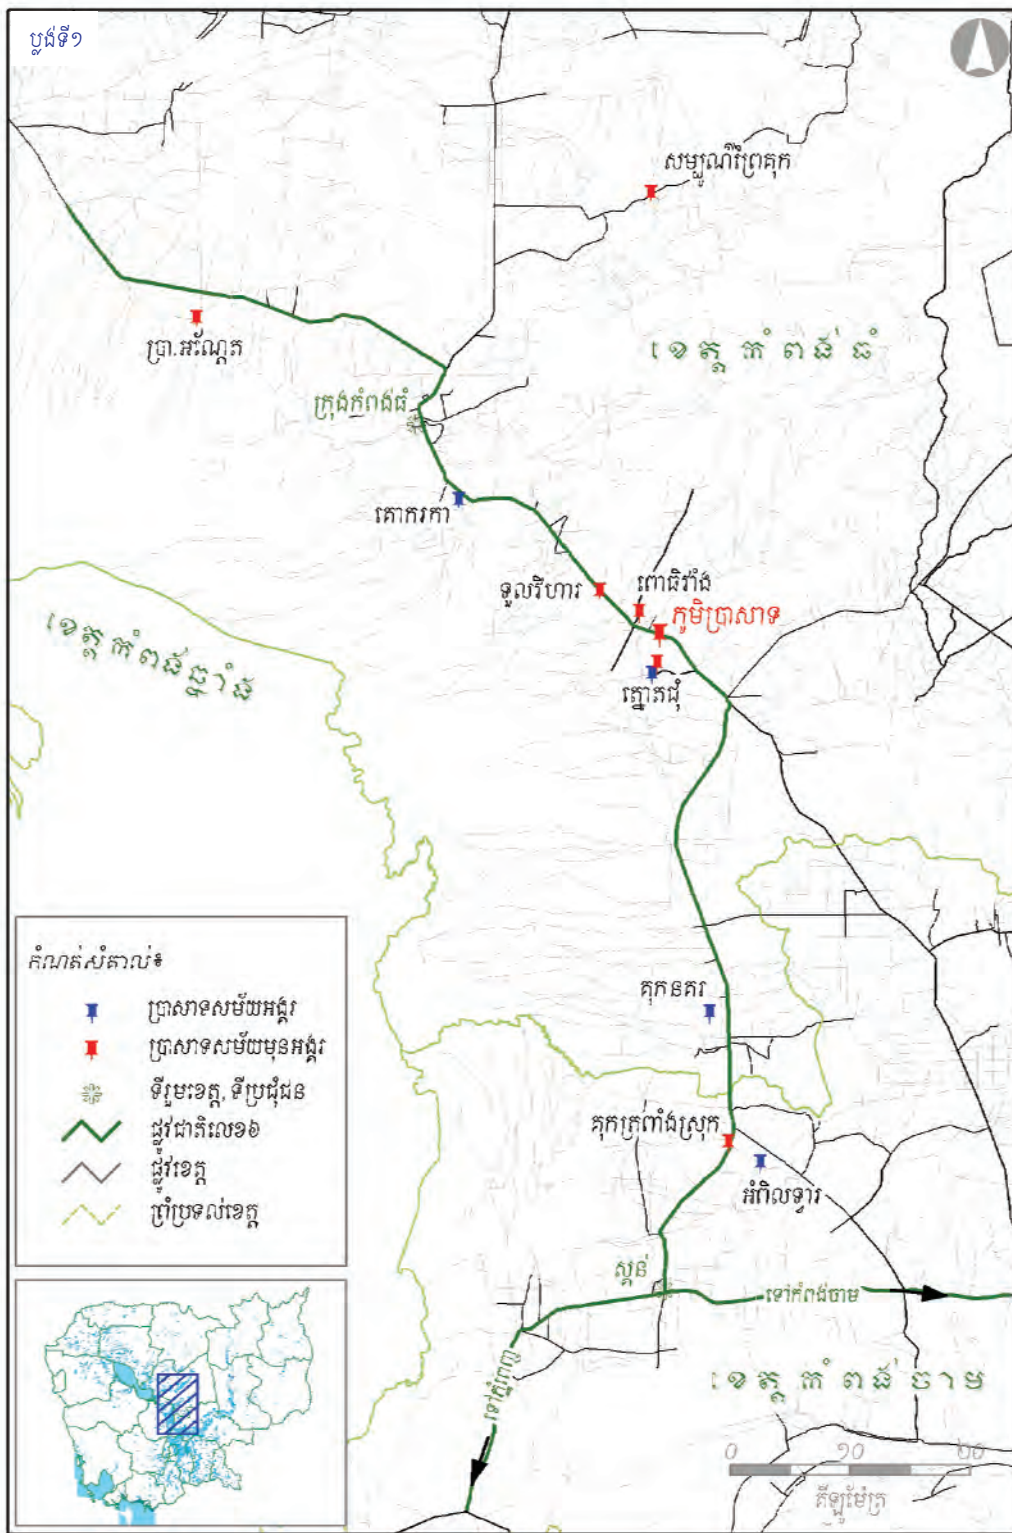 ប្លង់ទី១
សម្បូណ៌ព្រៃគុក
ប្រា.អណ្តែត
ខេត្ត កំពង់ធំ
ក្រុងកំពង់ធំ
គោករកា
ទួលវិហារ
ពោធិវាំង
ភូមិប្រាសាទ
ត្នោតជុំ
ខេត្ត កំពង់ឆ្នាំង
គុកនគរ
គុកត្រពាំងស្រុក
អំពិលទ្វារ
ស្គន់
ទៅកំពង់ចាម
ទៅភ្នំពេញ
ខេត្ត កំពង់ចាម
កំណត់សំគាល់៖
ប្រាសាទសម័យអង្គរ
ប្រាសាទសម័យមុនអង្គរ
ទីរួមខេត្ត, ទីប្រជុំជន
ផ្លូវជាតិលេខ៦
ផ្លូវខេត្ត
ព្រំប្រទល់ខេត្ត
0 10 20
គីឡូម៉ែត្រ